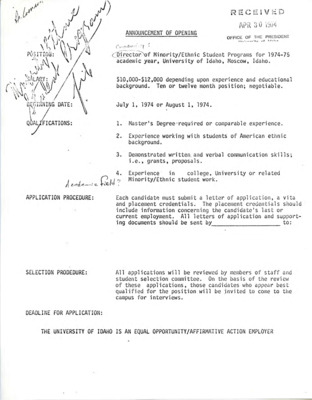 RECEIVED
APR 30 1974
OFFICE OF THE PRESIDENT
ANNOUNCEMENT OF OPENING
POSITION: Director of Minority/Ethnic Student Programs for 1974-75
academic year, University of Idaho, Moscow, Idaho.
SALARY: $10,000-$12,000 depending upon experience and educational
background. Ten or twelve month position; negotiable.
BEGINNING DATE: July 1, 1974 or August 1, 1974.
QUALIFICATIONS: 1. Master's Degree required or comparable experience.
2. Experience working with students of American ethnic
background.
3. Demonstrated written and verbal communication skills;
i.e., grants, proposals.
4. Experience in college, University or related
Minority/Ethnic student work.
Academic Field?
APPLICATION PROCEDURE: Each candidate must submit a letter of application, a vita
and placement credentials. The placement credentials should
include information concerning the candidate's last or
current employment. All letters of application and support-
ing documents should be sent by to:
SELECTION PROCEDURE: All applications will be reviewed by members of staff and
student selection committee. On the basis of the review
of these applications, those candidates who appear best
qualified for the position will be invited to come to the
campus for interviews.
DEADLINE FOR APPLICATION:
THE UNIVERSITY OF IDAHO IS AN EQUAL OPPORTUNITY/AFFIRMATIVE ACTION EMPLOYER